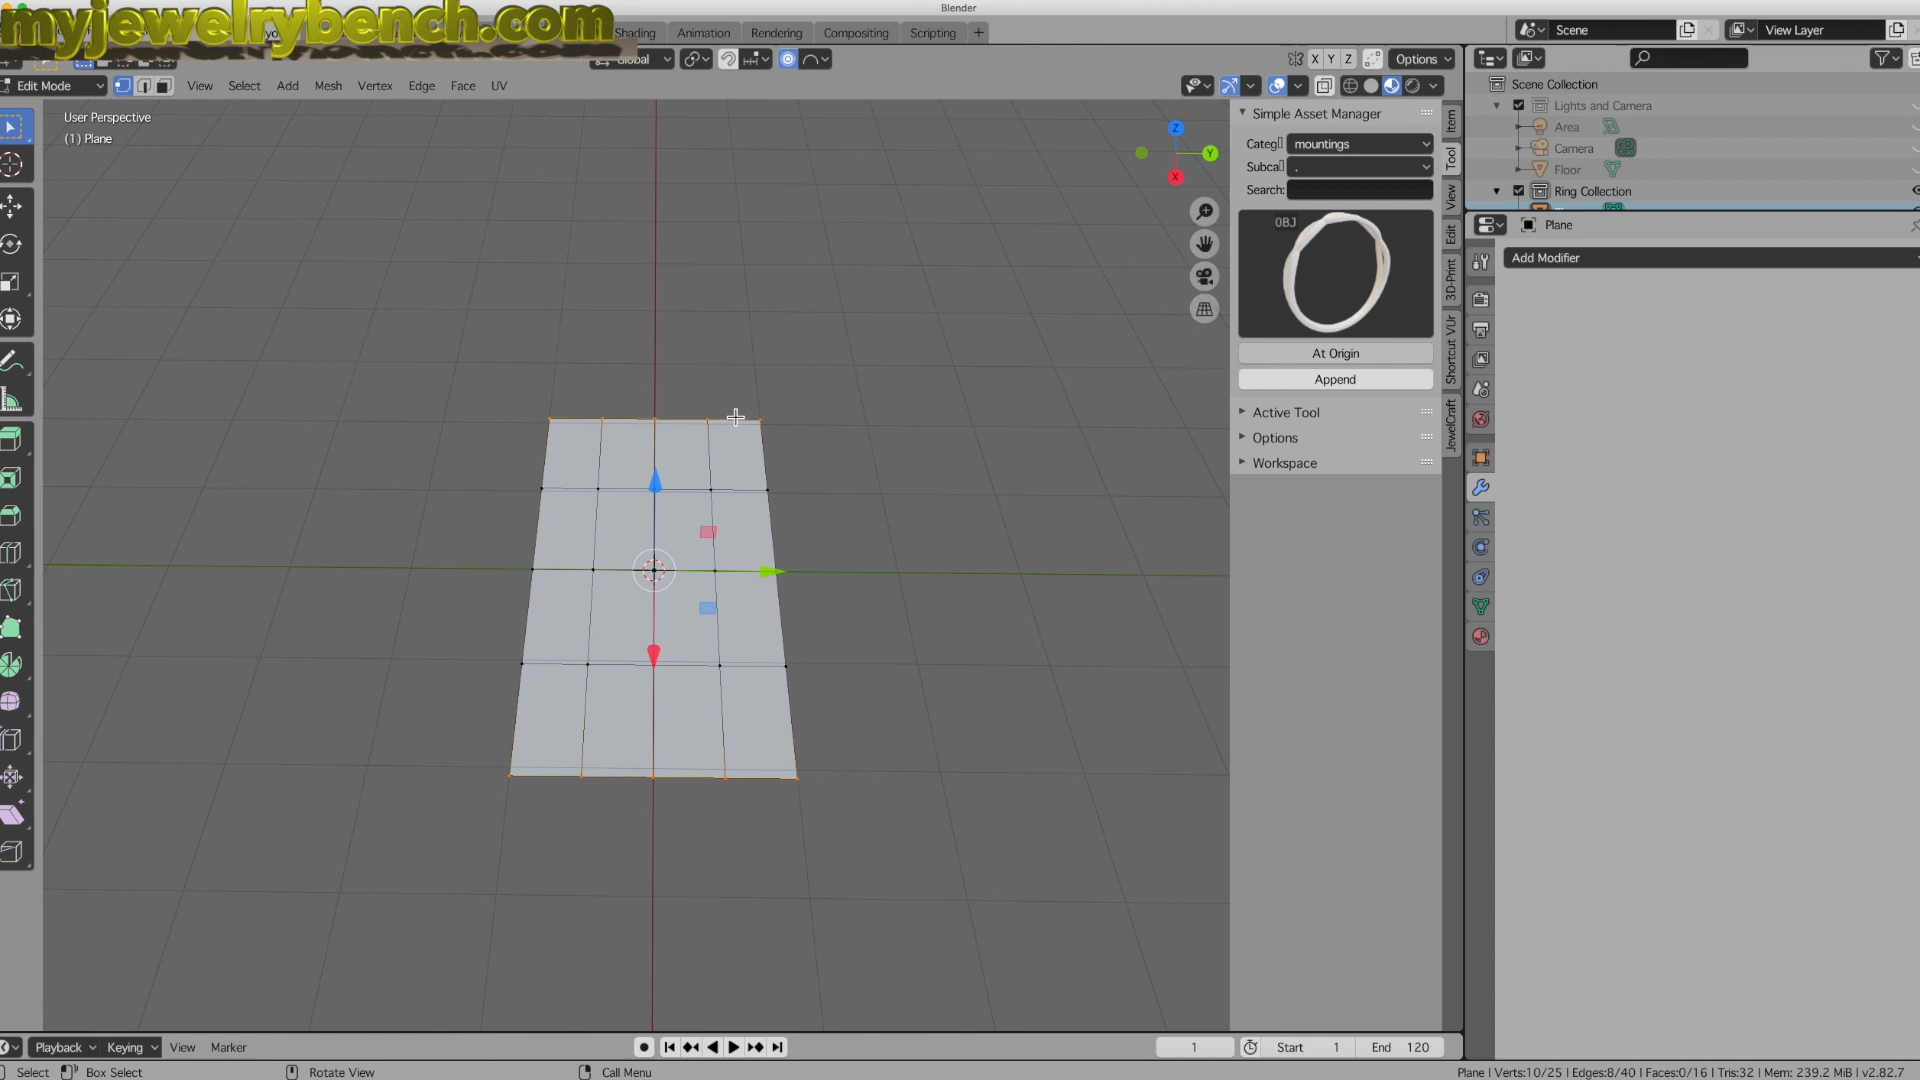 Blender
myjewelrybench.com
Shading Animation Rendering Compositing Scripting +
Scene View Layer
Global X Y Z Options
Edit Mode View Select Add Mesh Vertex Edge Face UV
User Perspective
(1) Plane
Z
Y
X
Simple Asset Manager
Categ mountings
Subca .
Search:
OBJ
At Origin
Append
Active Tool
Options
Workspace
Item
Tool
View
Edit
3D-Print
Shortcut VUr
JewelCraft
Scene Collection
Lights and Camera
Area
Camera
Floor
Ring Collection
Plane
Add Modifier
Playback Keying View Marker
1 Start 1 End 120
Select Box Select Rotate View Call Menu
Plane | Verts:10/25 | Edges:8/40 | Faces:0/16 | Tris:32 | Mem: 239.2 MiB | v2.82.7